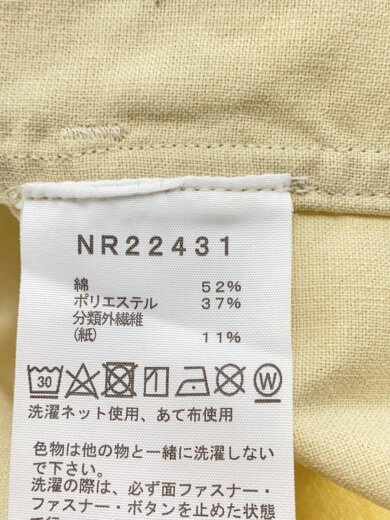 NR22431
綿 52%
ポリエステル 37%
分類外繊維
(紙) 11%
30
W
洗濯ネット使用、あて布使用
色物は他の物と一緒に洗濯しない
で下さい。
洗濯の際は、必ず面ファスナー・
ファスナー・ボタンを止めた状態